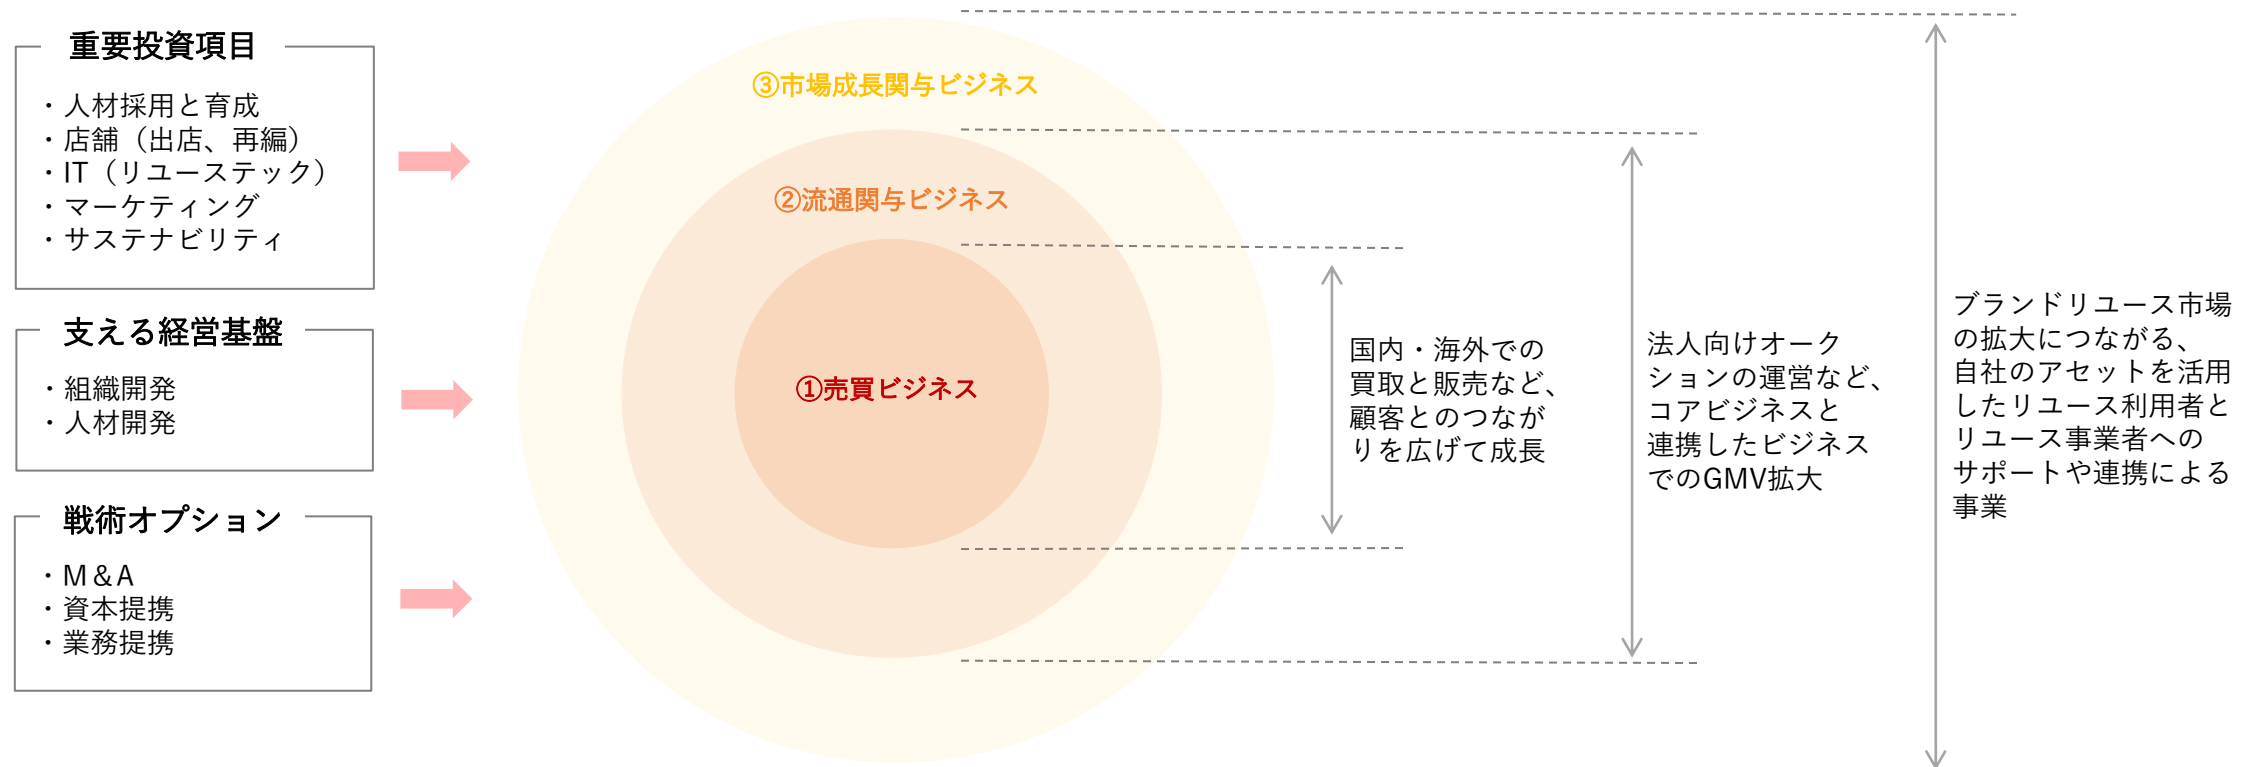 重要投資項目
・人材採用と育成
・店舗（出店、再編）
・IT（リユーステック）
・マーケティング
・サステナビリティ
支える経営基盤
・組織開発
・人材開発
戦術オプション
・M＆A
・資本提携
・業務提携
③市場成長関与ビジネス
②流通関与ビジネス
①売買ビジネス
国内・海外での
買取と販売など、
顧客とのつなが
りを広げて成長
法人向けオーク
ションの運営など、
コアビジネスと
連携したビジネス
でのGMV拡大
ブランドリユース市場
の拡大につながる、
自社のアセットを活用
したリユース利用者と
リユース事業者への
サポートや連携による
事業